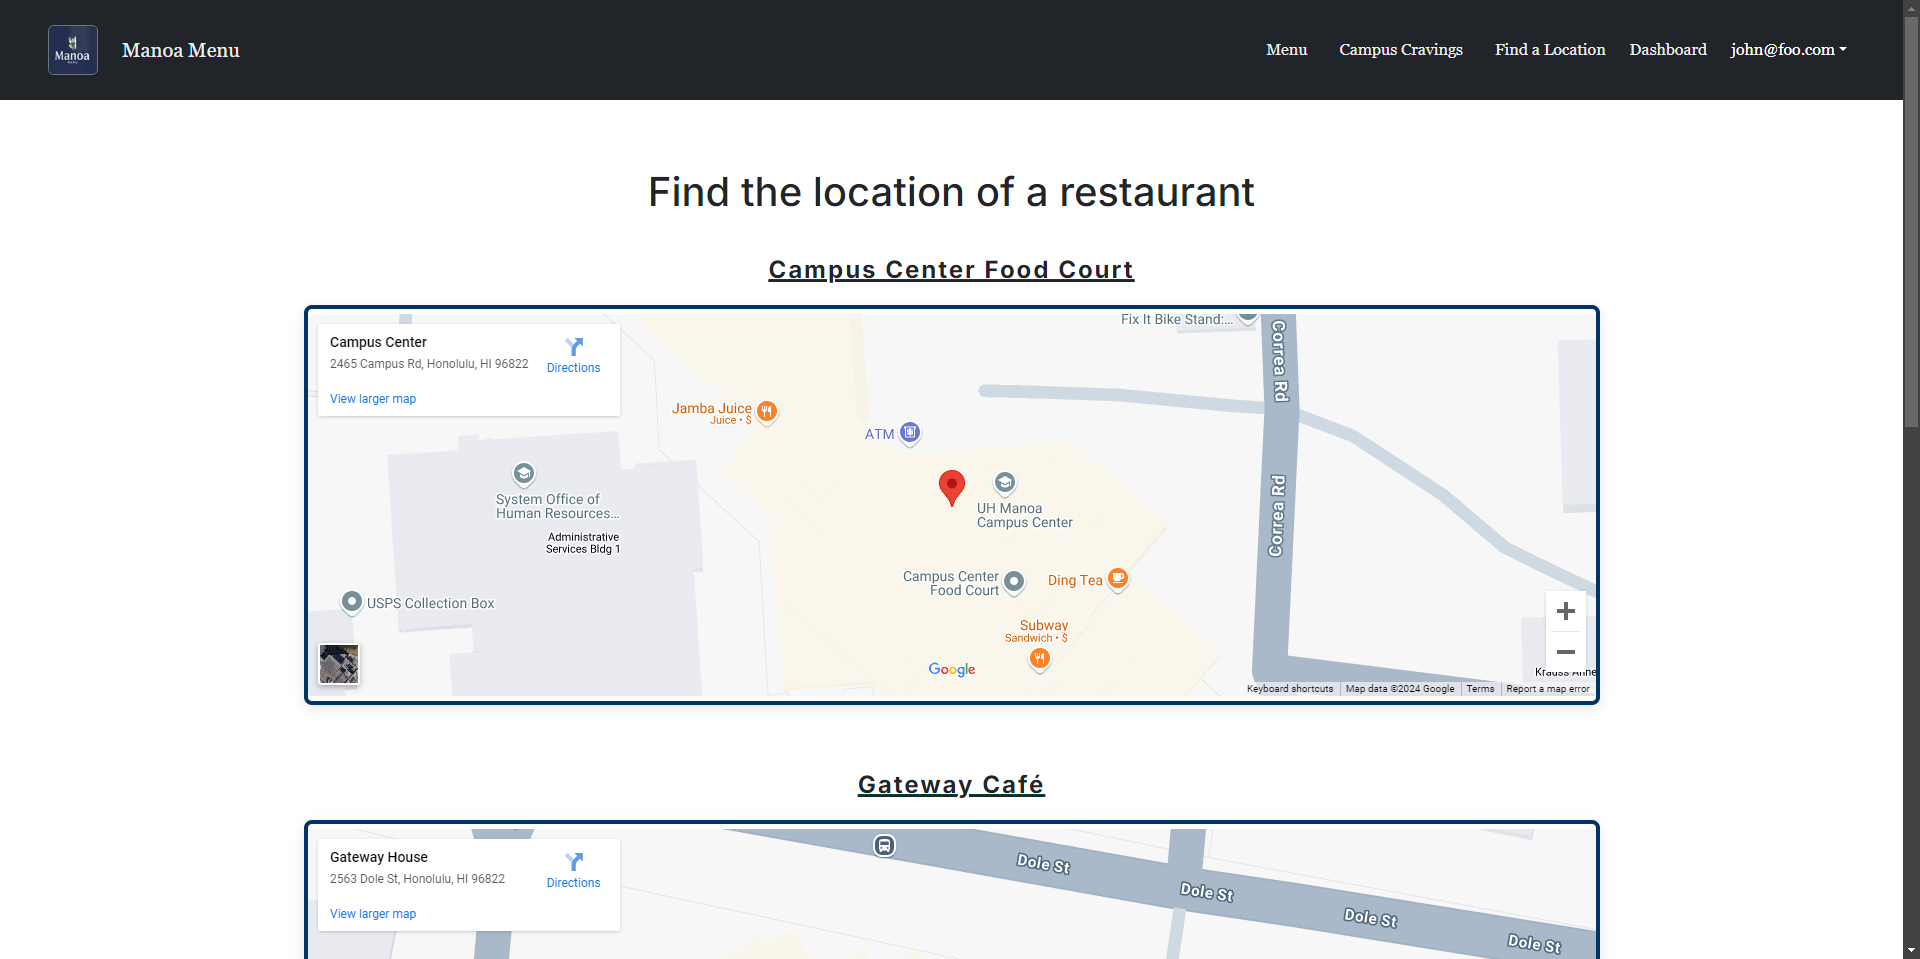 Manoa
Manoa Menu
Menu
Campus Cravings
Find a Location
Dashboard
john@foo.com
Find the location of a restaurant
Campus Center Food Court
Campus Center
2465 Campus Rd, Honolulu, HI 96822
Directions
View larger map
Fix It Bike Stand:...
Correa Rd
Jamba Juice
Juice • $
ATM
System Office of
Human Resources...
Administrative
Services Bldg 1
UH Manoa
Campus Center
Correa Rd
Campus Center
Food Court
Ding Tea
USPS Collection Box
Subway
Sandwich • $
Google
Krauss Anne
Keyboard shortcuts
Map data ©2024 Google
Terms
Report a map error
Gateway Café
Gateway House
2563 Dole St, Honolulu, HI 96822
Directions
View larger map
Dole St
Dole St
Dole St
Dole St